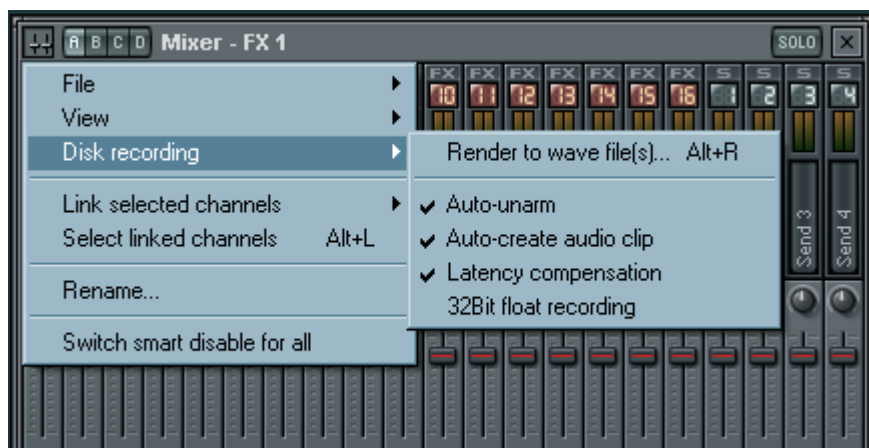 A B C D Mixer - FX 1 SOLO
FX FX FX FX FX FX FX S S S S
10 11 12 13 14 15 16 1 2 3 4
File
View
Disk recording
Link selected channels
Select linked channels Alt+L
Rename...
Switch smart disable for all
Render to wave file(s)... Alt+R
Auto-unarm
Auto-create audio clip
Latency compensation
32Bit float recording
Send 3
Send 4